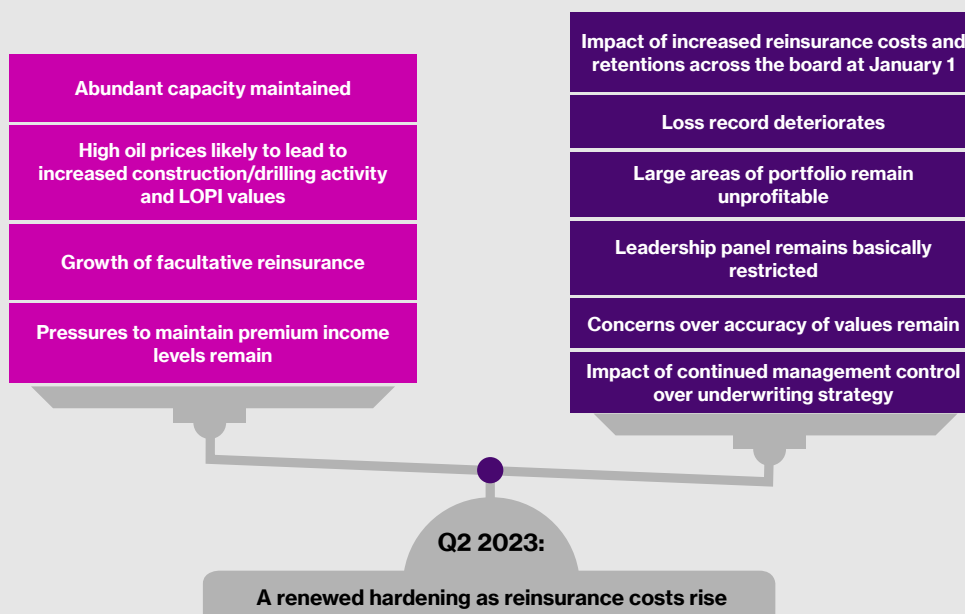 Abundant capacity maintained
High oil prices likely to lead to
increased construction/drilling activity
and LOPI values
Growth of facultative reinsurance
Pressures to maintain premium income
levels remain
Impact of increased reinsurance costs and
retentions across the board at January 1
Loss record deteriorates
Large areas of portfolio remain
unprofitable
Leadership panel remains basically
restricted
Concerns over accuracy of values remain
Impact of continued management control
over underwriting strategy
Q2 2023:
A renewed hardening as reinsurance costs rise